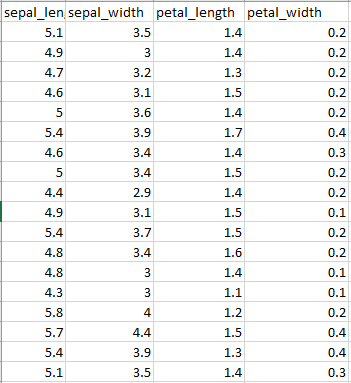 sepal_len sepal_width petal_length petal_width
5.1 3.5 1.4 0.2
4.9 3 1.4 0.2
4.7 3.2 1.3 0.2
4.6 3.1 1.5 0.2
5 3.6 1.4 0.2
5.4 3.9 1.7 0.4
4.6 3.4 1.4 0.3
5 3.4 1.5 0.2
4.4 2.9 1.4 0.2
4.9 3.1 1.5 0.1
5.4 3.7 1.5 0.2
4.8 3.4 1.6 0.2
4.8 3 1.4 0.1
4.3 3 1.1 0.1
5.8 4 1.2 0.2
5.7 4.4 1.5 0.4
5.4 3.9 1.3 0.4
5.1 3.5 1.4 0.3